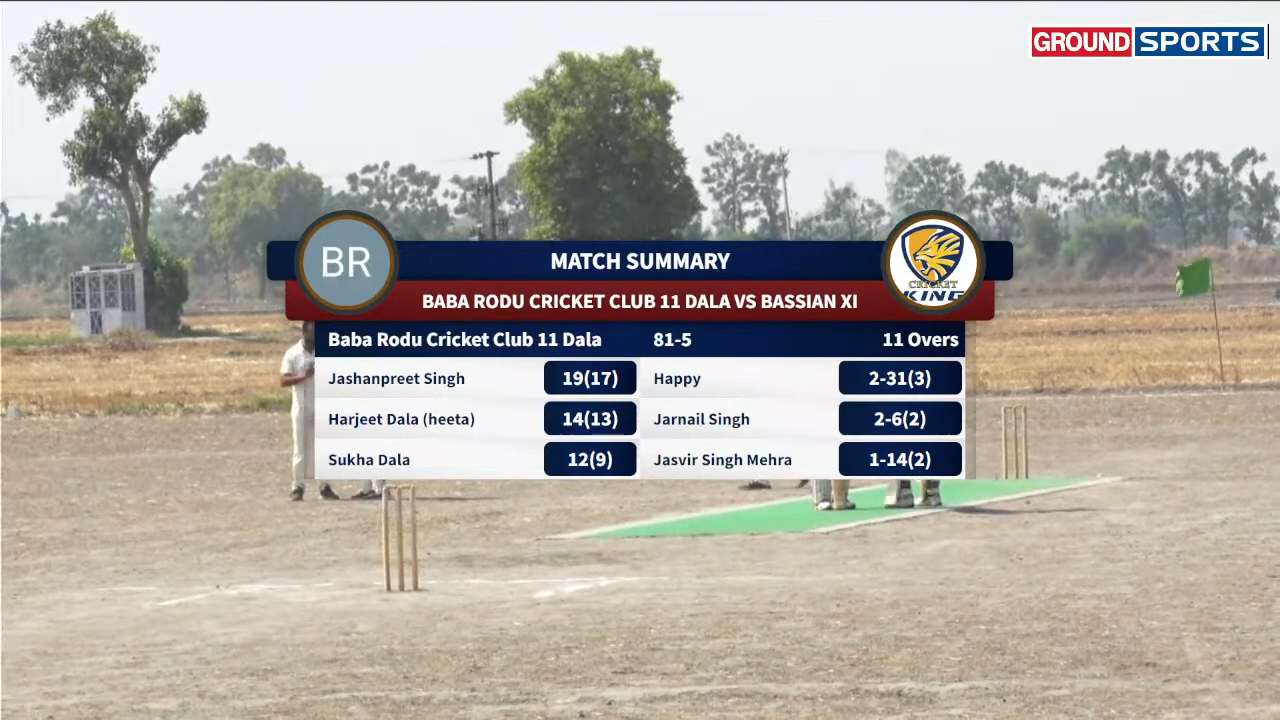 GROUND SPORTS
BR
MATCH SUMMARY
CRICKET
KING
BABA RODU CRICKET CLUB 11 DALA VS BASSIAN XI
Baba Rodu Cricket Club 11 Dala 81-5 11 Overs
Jashanpreet Singh 19(17) Happy 2-31(3)
Harjeet Dala (heeta) 14(13) Jarnail Singh 2-6(2)
Sukha Dala 12(9) Jasvir Singh Mehra 1-14(2)